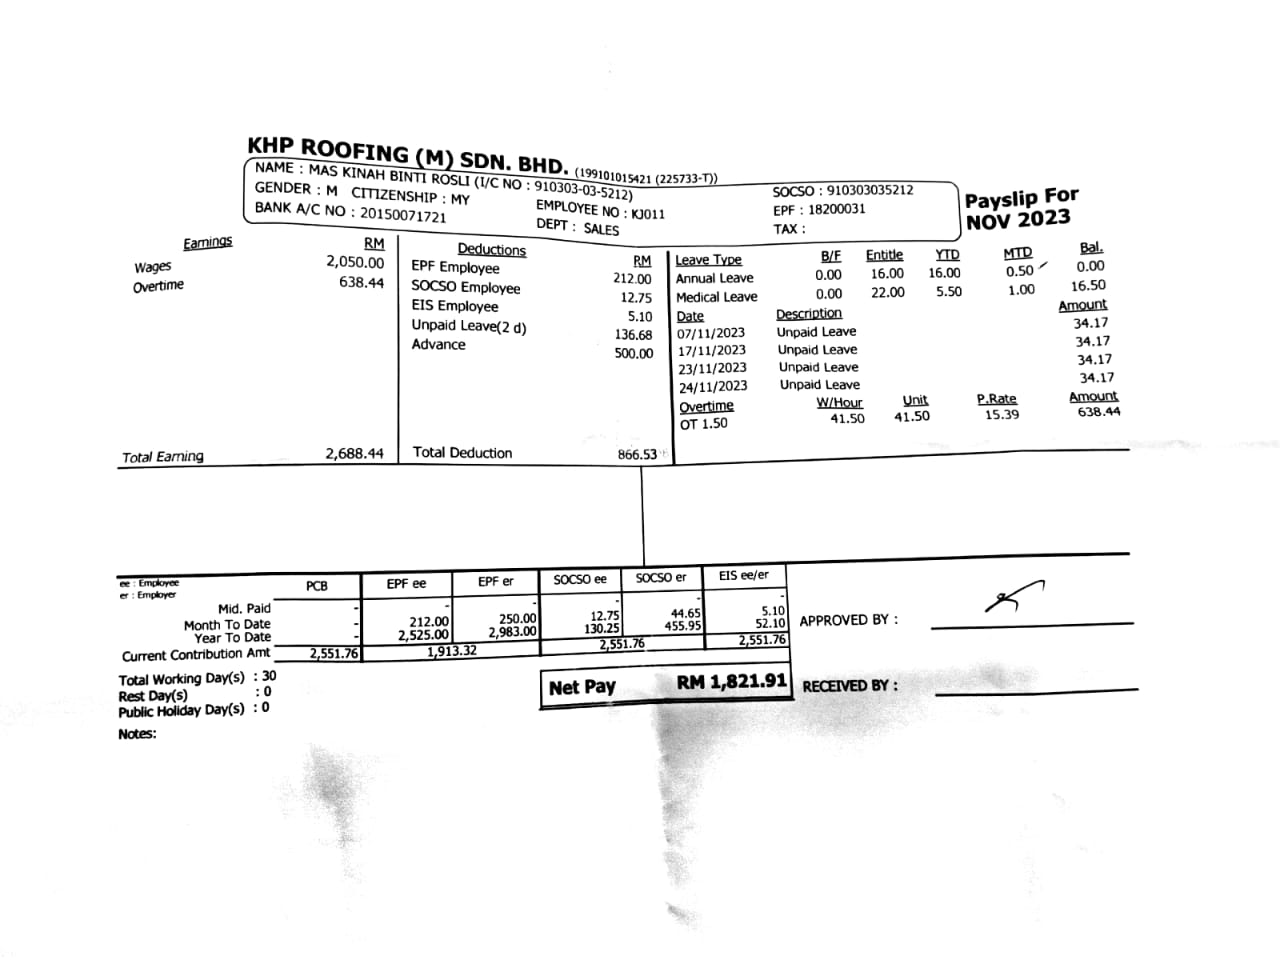 KHP ROOFING (M) SDN. BHD. (199101015421 (225733-T))
NAME : MAS KINAH BINTI ROSLI (I/C NO : 910303-03-5212)
GENDER : M CITIZENSHIP : MY
BANK A/C NO : 20150071721
EMPLOYEE NO : KJ011
DEPT : SALES
SOCSO : 910303035212
EPF : 18200031
TAX :
Payslip For
NOV 2023
Earnings RM
Wages 2,050.00
Overtime 638.44
Total Earning 2,688.44
Deductions RM
EPF Employee 212.00
SOCSO Employee 12.75
EIS Employee 5.10
Unpaid Leave(2 d) 136.68
Advance 500.00
Total Deduction 866.53
Leave Type B/F Entitle YTD MTD Bal.
Annual Leave 0.00 16.00 16.00 0.50 0.00
Medical Leave 0.00 22.00 5.50 1.00 16.50
Date Description Amount
07/11/2023 Unpaid Leave 34.17
17/11/2023 Unpaid Leave 34.17
23/11/2023 Unpaid Leave 34.17
24/11/2023 Unpaid Leave 34.17
Overtime W/Hour Unit P.Rate Amount
OT 1.50 41.50 41.50 15.39 638.44
ee : Employee
er : Employer
PCB EPF ee EPF er SOCSO ee SOCSO er EIS ee/er
Mid. Paid - - - - - -
Month To Date - 212.00 250.00 12.75 44.65 5.10
Year To Date - 2,525.00 2,983.00 130.25 455.95 52.10
Current Contribution Amt 2,551.76 1,913.32 2,551.76 2,551.76
Total Working Day(s) : 30
Rest Day(s) : 0
Public Holiday Day(s) : 0
Notes:
Net Pay RM 1,821.91
APPROVED BY :
RECEIVED BY :